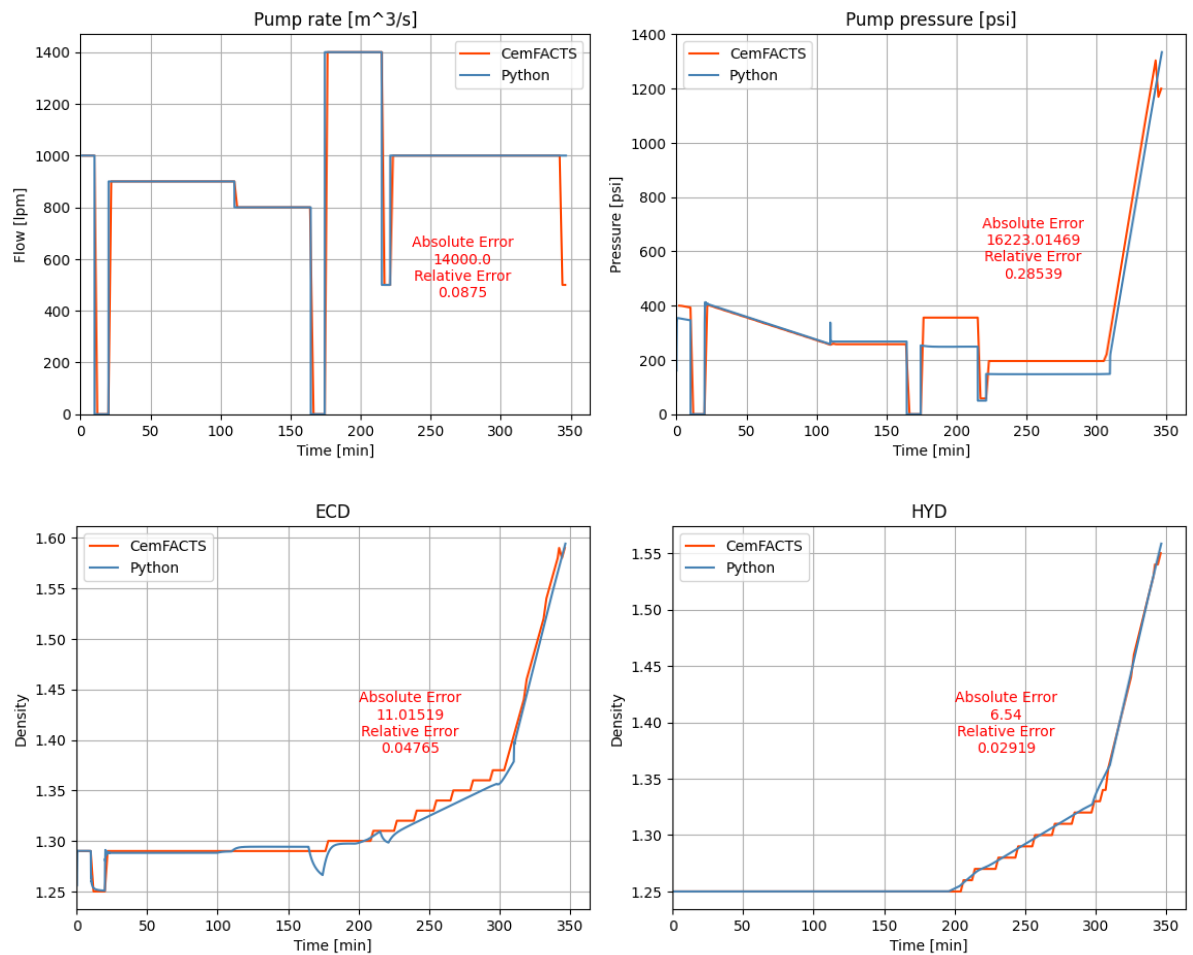 Pump rate [m^3/s]
CemFACTS
Python
Flow [lpm]
1400
1200
1000
800
600
400
200
0
Absolute Error
14000.0
Relative Error
0.0875
0 50 100 150 200 250 300 350
Time [min]
Pump pressure [psi]
CemFACTS
Python
Pressure [psi]
1400
1200
1000
800
600
400
200
0
Absolute Error
16223.01469
Relative Error
0.28539
0 50 100 150 200 250 300 350
Time [min]
ECD
CemFACTS
Python
Density
1.60
1.55
1.50
1.45
1.40
1.35
1.30
1.25
Absolute Error
11.01519
Relative Error
0.04765
0 50 100 150 200 250 300 350
Time [min]
HYD
CemFACTS
Python
Density
1.55
1.50
1.45
1.40
1.35
1.30
1.25
Absolute Error
6.54
Relative Error
0.02919
0 50 100 150 200 250 300 350
Time [min]